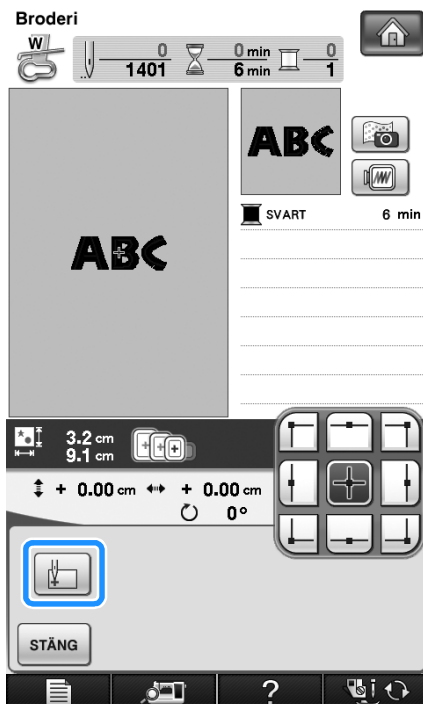 Broderi
W
0 0 min 0
1401 6 min 1
ABC
SVART 6 min
ABC
3.2 cm
9.1 cm
+ 0.00 cm + 0.00 cm
0°
STÄNG
?